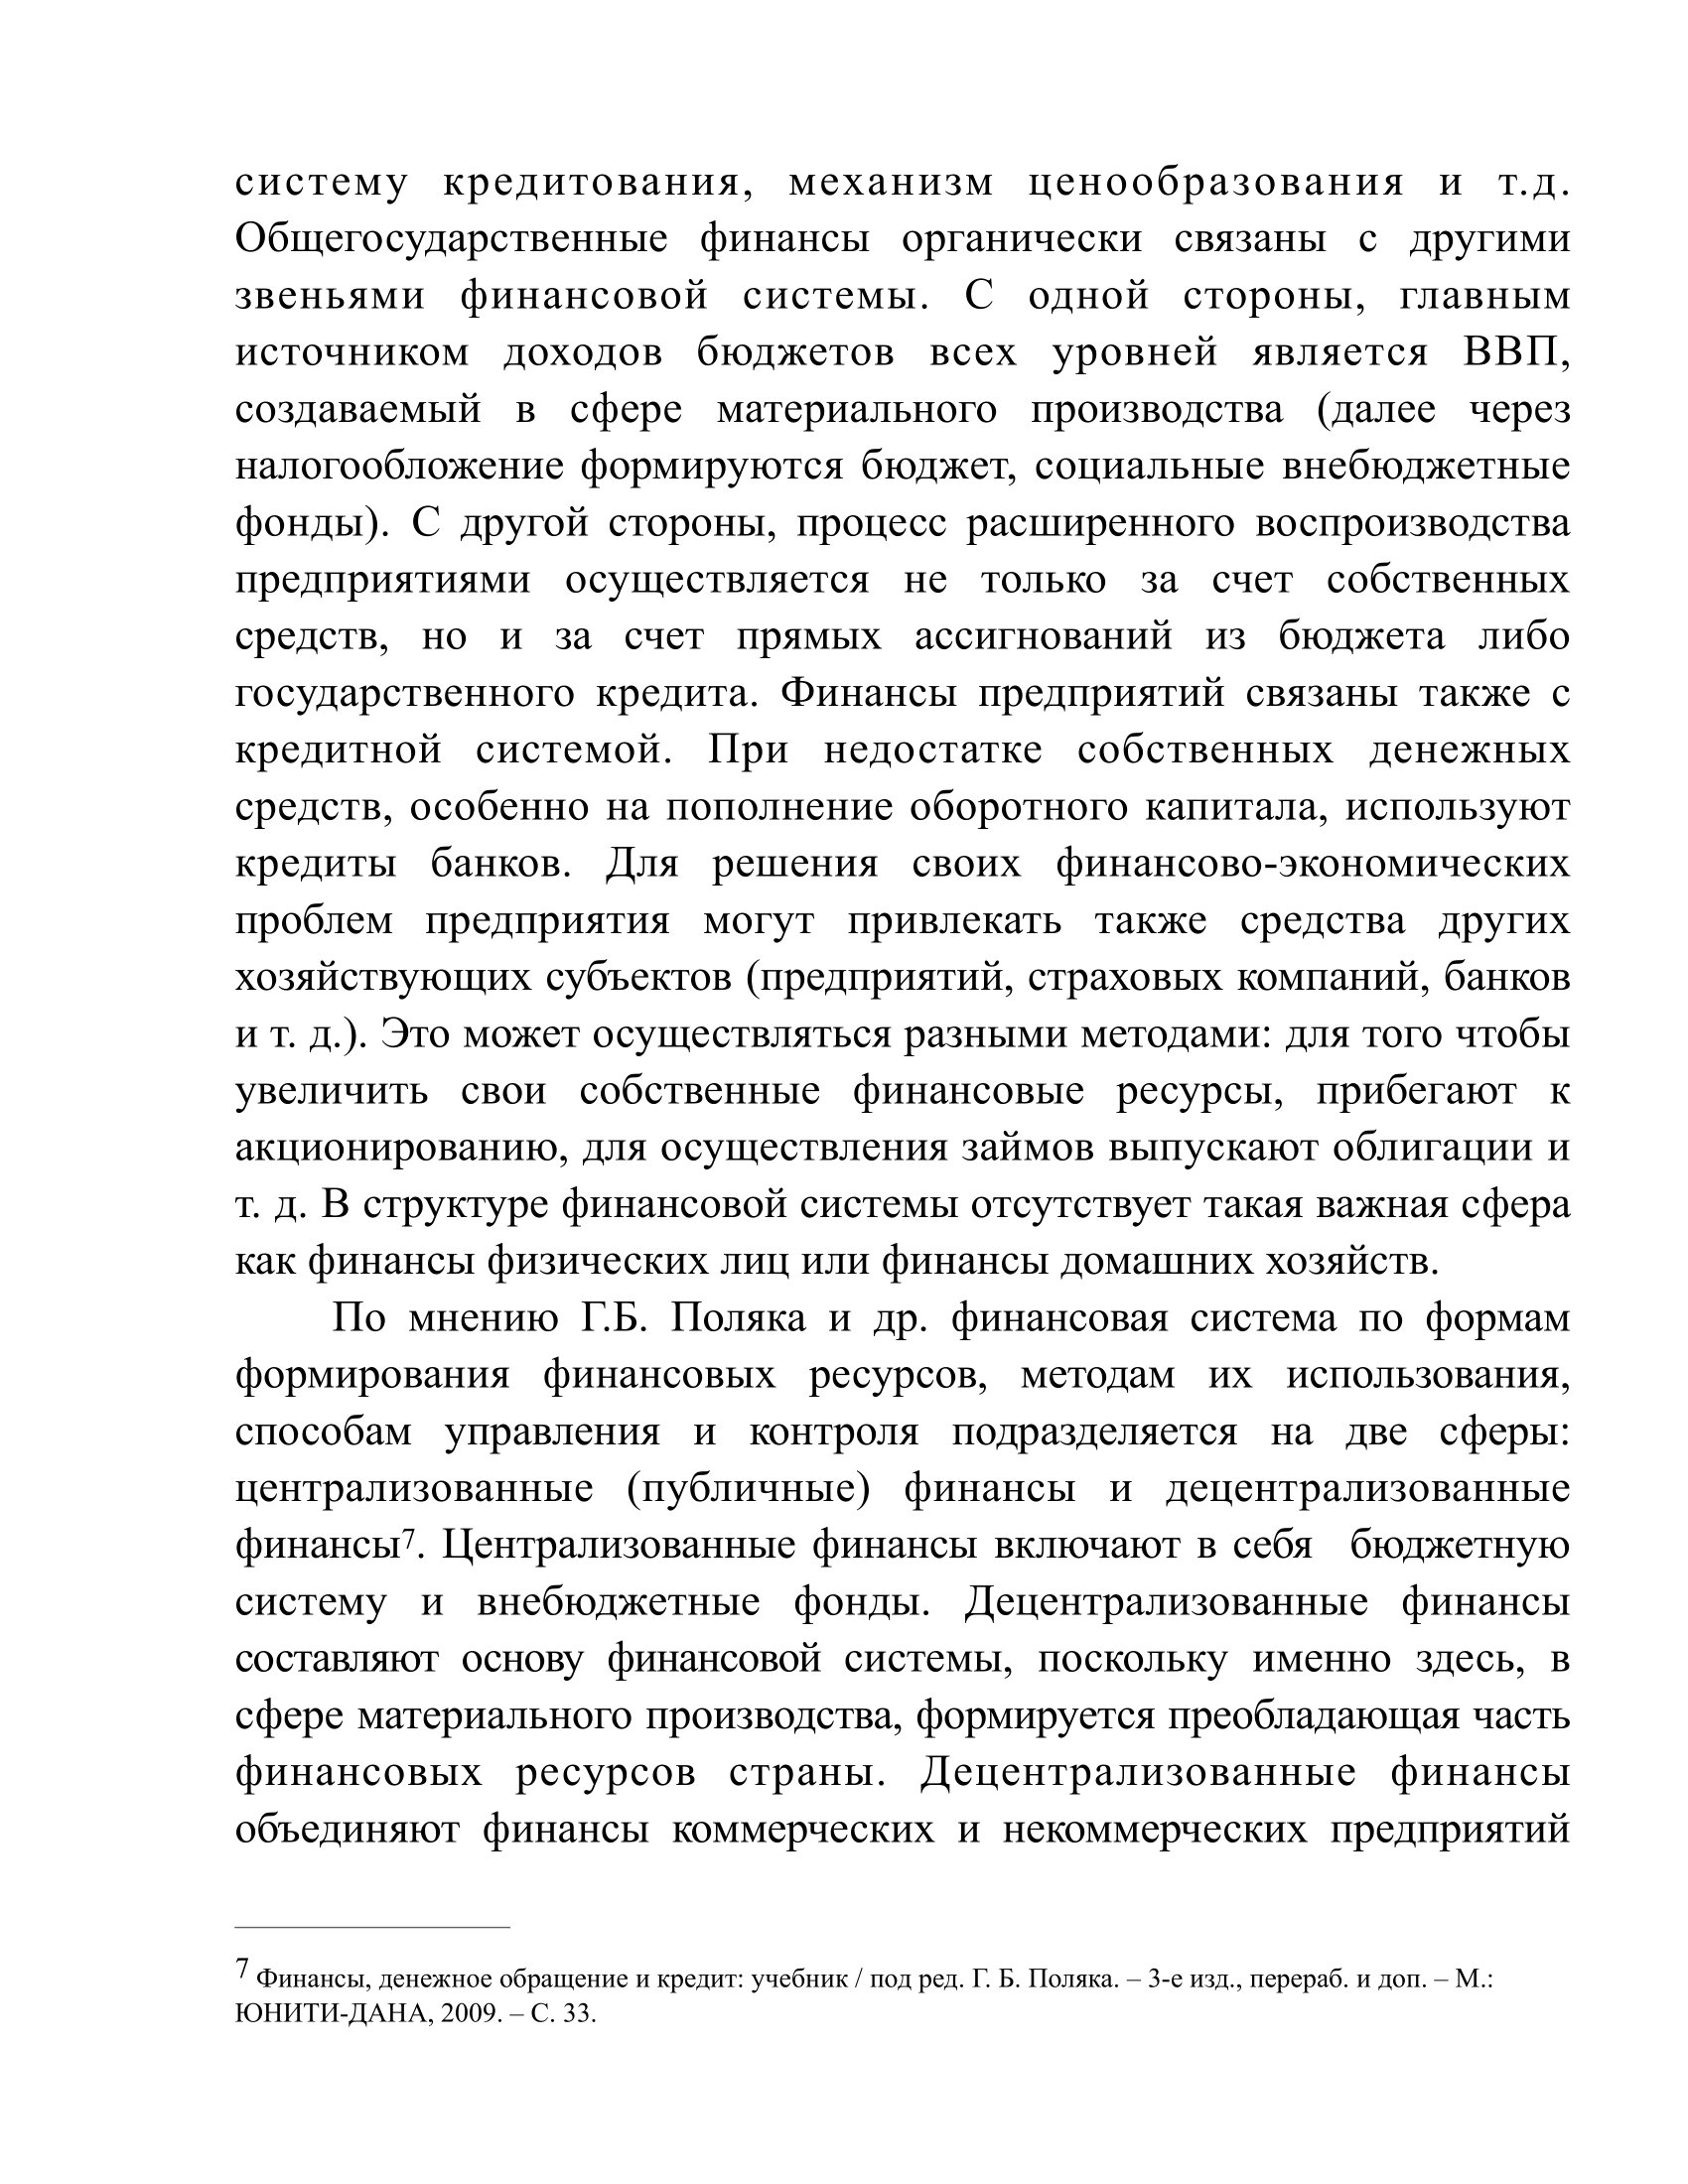 систему кредитования, механизм ценообразования и т.д.
Общегосударственные финансы органически связаны с другими
звеньями финансовой системы. С одной стороны, главным
источником доходов бюджетов всех уровней является ВВП,
создаваемый в сфере материального производства (далее через
налогообложение формируются бюджет, социальные внебюджетные
фонды). С другой стороны, процесс расширенного воспроизводства
предприятиями осуществляется не только за счет собственных
средств, но и за счет прямых ассигнований из бюджета либо
государственного кредита. Финансы предприятий связаны также с
кредитной системой. При недостатке собственных денежных
средств, особенно на пополнение оборотного капитала, используют
кредиты банков. Для решения своих финансово-экономических
проблем предприятия могут привлекать также средства других
хозяйствующих субъектов (предприятий, страховых компаний, банков
и т. д.). Это может осуществляться разными методами: для того чтобы
увеличить свои собственные финансовые ресурсы, прибегают к
акционированию, для осуществления займов выпускают облигации и
т. д. В структуре финансовой системы отсутствует такая важная сфера
как финансы физических лиц или финансы домашних хозяйств.
По мнению Г.Б. Поляка и др. финансовая система по формам
формирования финансовых ресурсов, методам их использования,
способам управления и контроля подразделяется на две сферы:
централизованные (публичные) финансы и децентрализованные
финансы7. Централизованные финансы включают в себя бюджетную
систему и внебюджетные фонды. Децентрализованные финансы
составляют основу финансовой системы, поскольку именно здесь, в
сфере материального производства, формируется преобладающая часть
финансовых ресурсов страны. Децентрализованные финансы
объединяют финансы коммерческих и некоммерческих предприятий
7 Финансы, денежное обращение и кредит: учебник / под ред. Г. Б. Поляка. – 3-е изд., перераб. и доп. – М.:
ЮНИТИ-ДАНА, 2009. – С. 33.